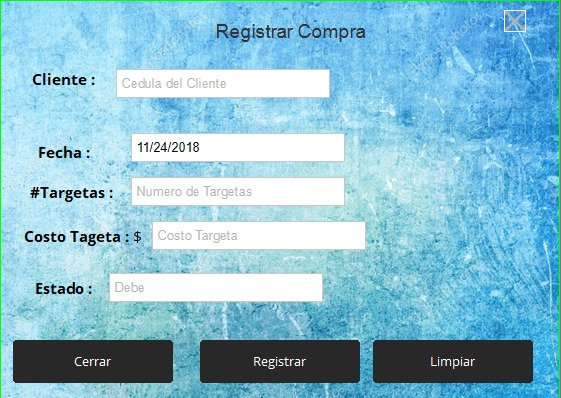 Registrar Compra
Cliente : Cedula del Cliente
Fecha : 11/24/2018
#Targetas : Numero de Targetas
Costo Tageta : $ Costo Targeta
Estado : Debe
Cerrar Registrar Limpiar